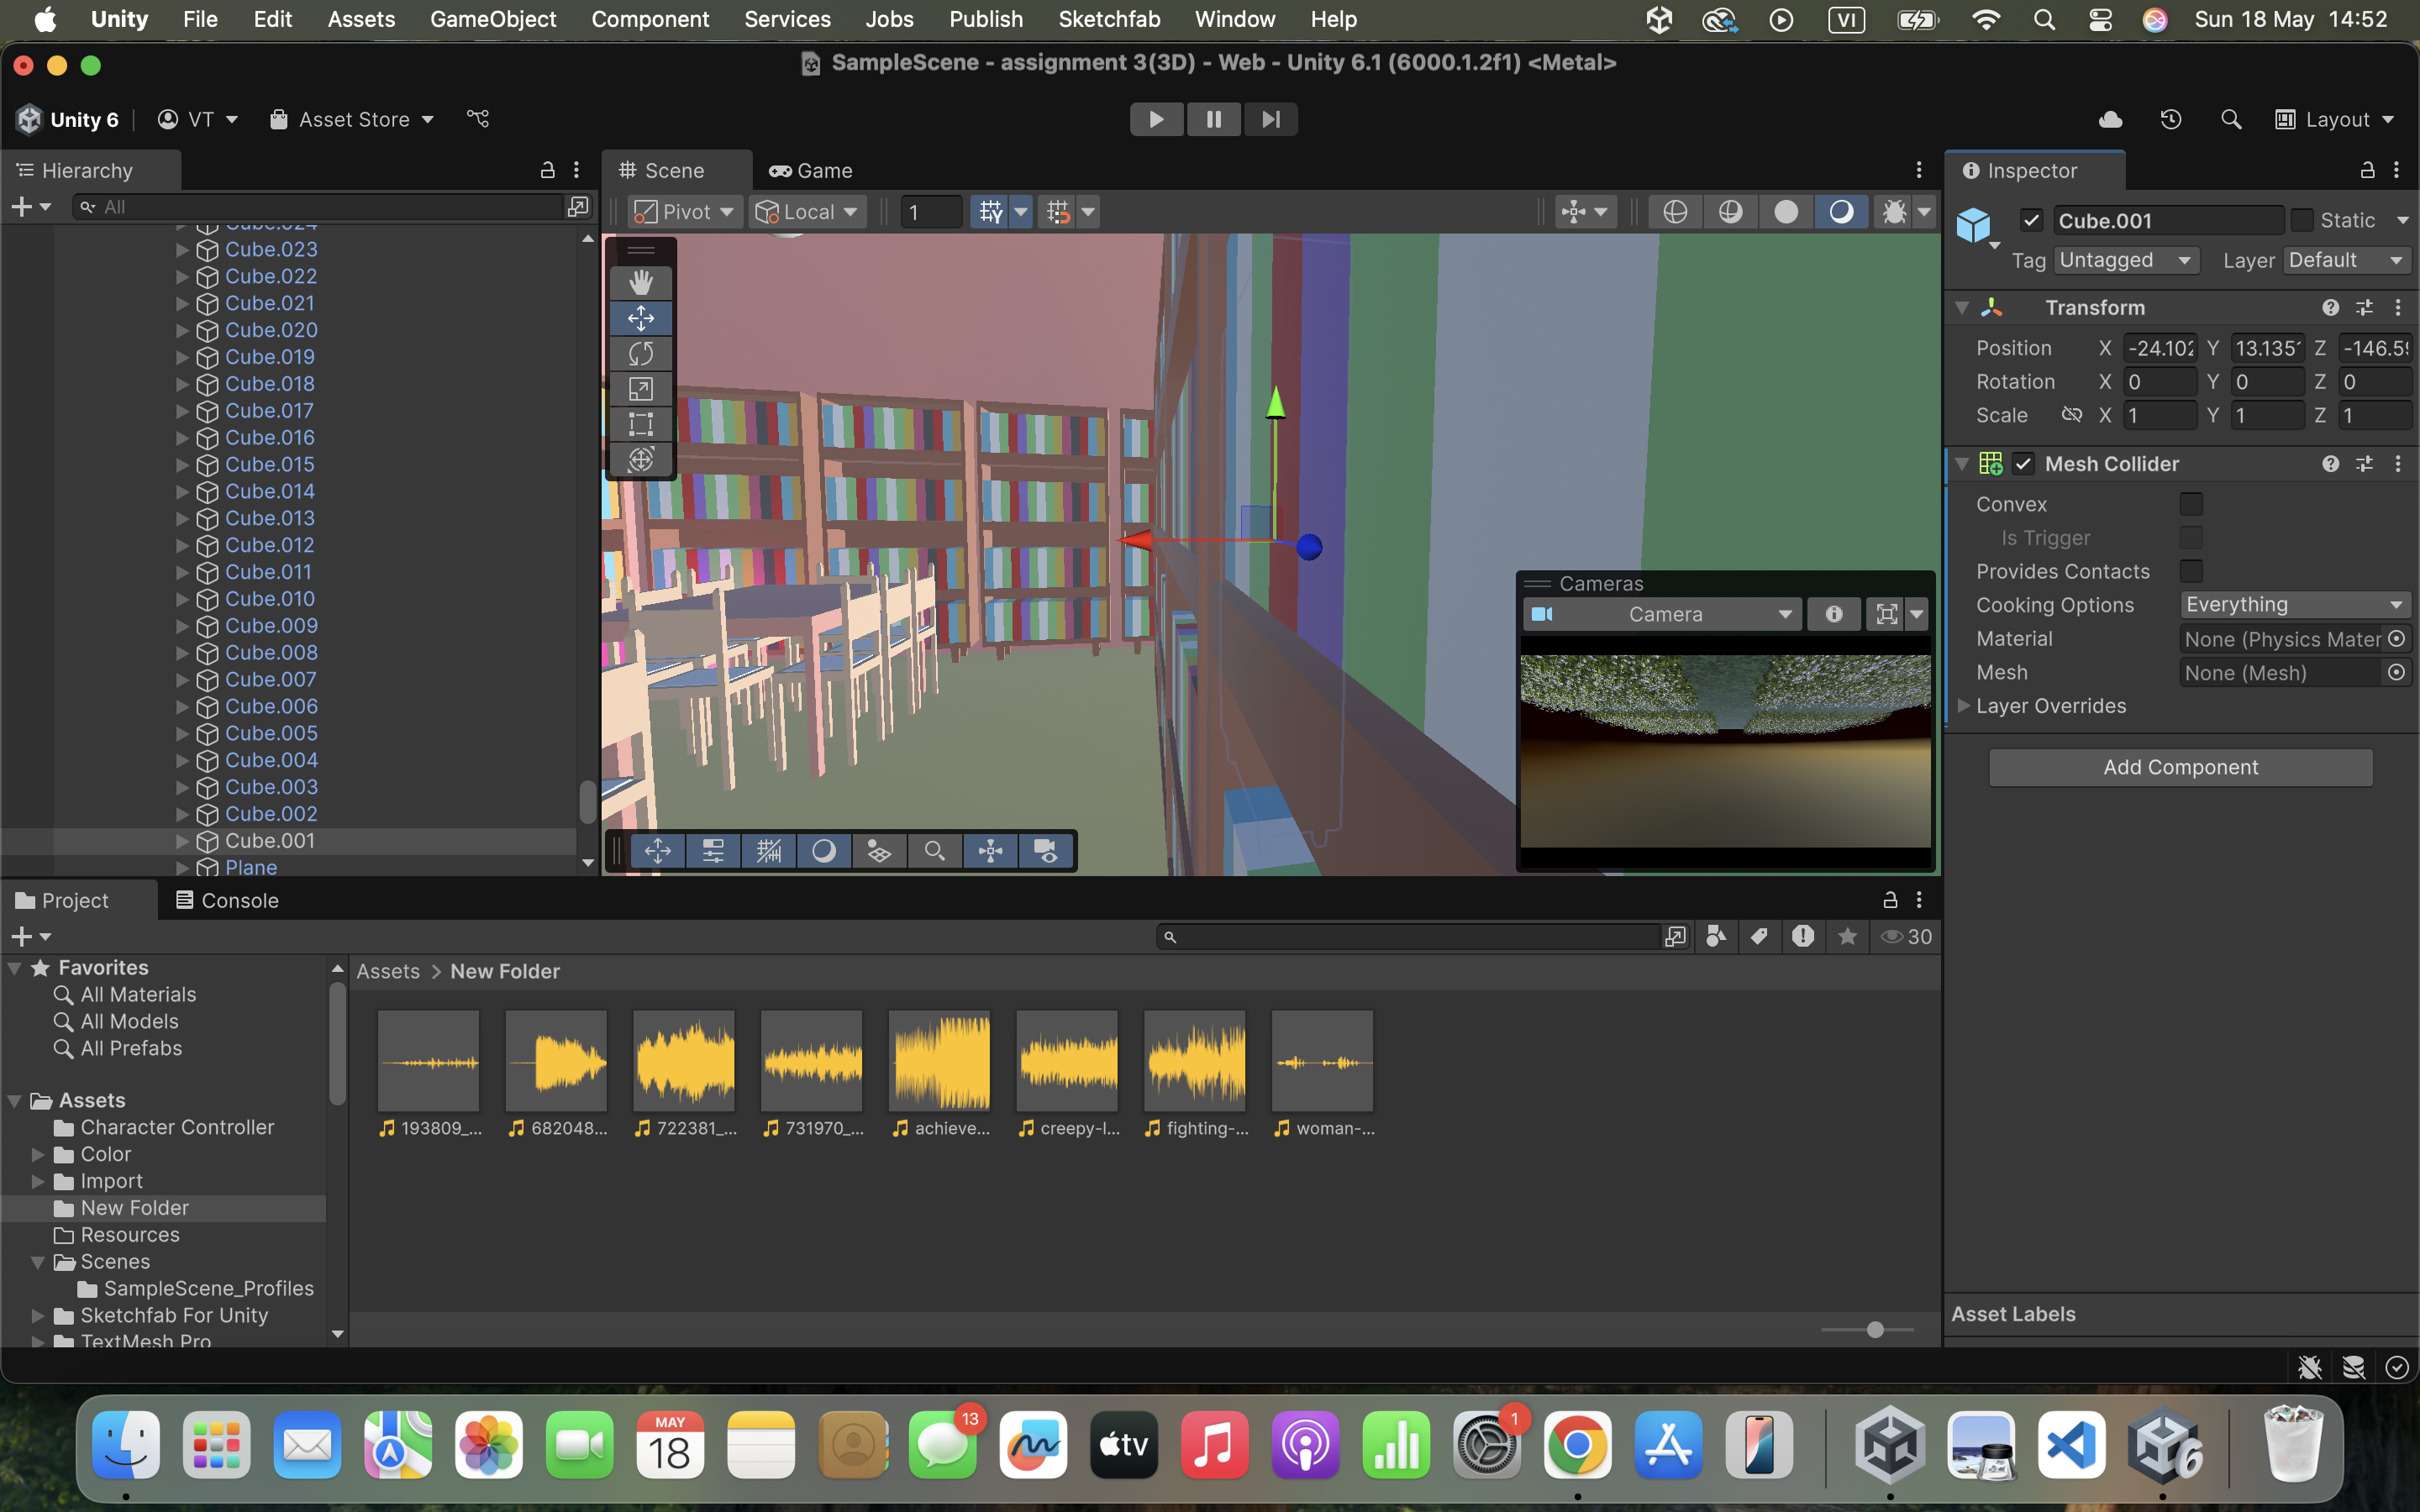 Unity File Edit Assets GameObject Component Services Jobs Publish Sketchfab Window Help VI Sun 18 May 14:52
SampleScene - assignment 3(3D) - Web - Unity 6.1 (6000.1.2f1) <Metal>
Unity 6 VT Asset Store Layout
Hierarchy
All
Cube.024
Cube.023
Cube.022
Cube.021
Cube.020
Cube.019
Cube.018
Cube.017
Cube.016
Cube.015
Cube.014
Cube.013
Cube.012
Cube.011
Cube.010
Cube.009
Cube.008
Cube.007
Cube.006
Cube.005
Cube.004
Cube.003
Cube.002
Cube.001
Plane
Scene Game
Pivot Local 1
Cameras
Camera
Inspector
Cube.001 Static
Tag Untagged Layer Default
Transform
Position X -24.102 Y 13.135 Z -146.59
Rotation X 0 Y 0 Z 0
Scale X 1 Y 1 Z 1
Mesh Collider
Convex
Is Trigger
Provides Contacts
Cooking Options Everything
Material None (Physics Mater
Mesh None (Mesh)
Layer Overrides
Add Component
Asset Labels
Project Console
30
Favorites
All Materials
All Models
All Prefabs
Assets
Character Controller
Color
Import
New Folder
Resources
Scenes
SampleScene_Profiles
Sketchfab For Unity
TextMesh Pro
Assets > New Folder
193809_... 682048... 722381_... 731970_... achieve... creepy-l... fighting-... woman-...
MAY
18
13
tv
1
6